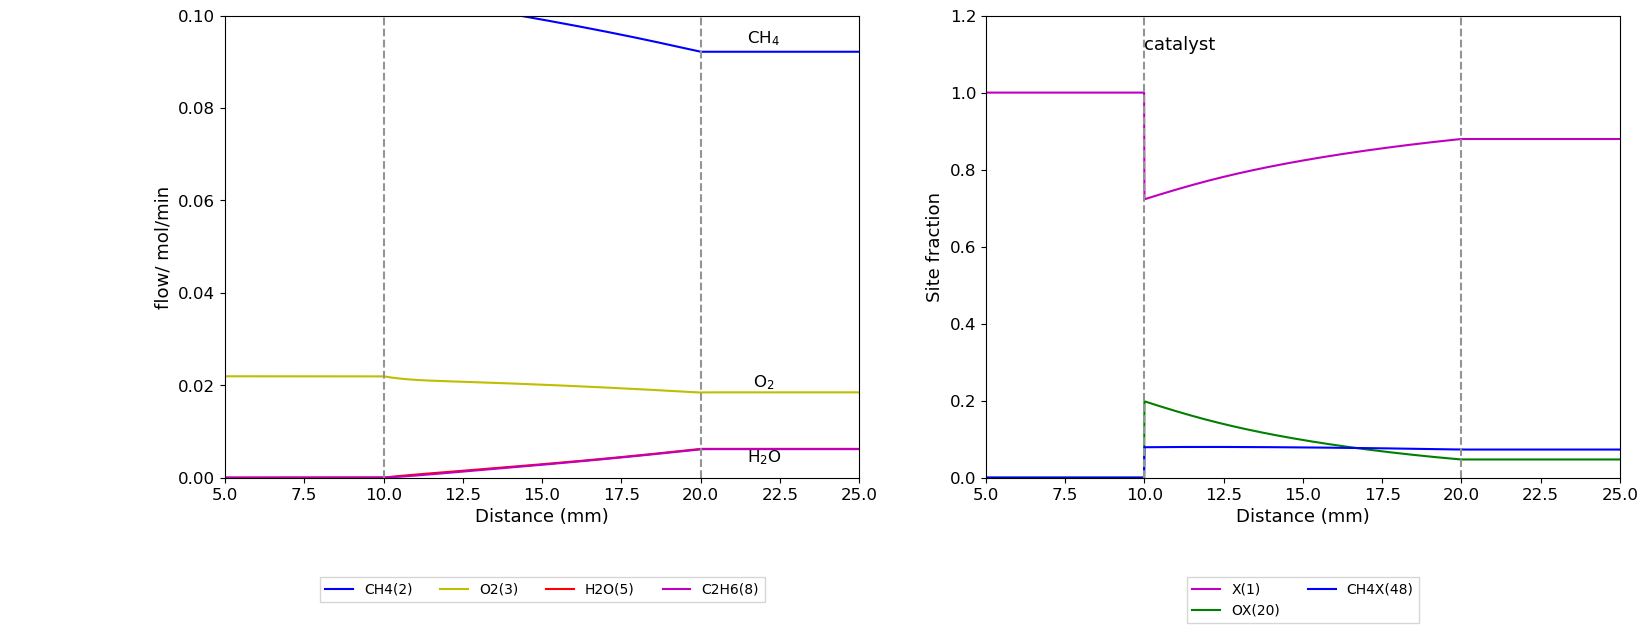 0.10
0.08
0.06
0.04
0.02
0.00
flow/ mol/min
CH₄
O₂
H₂O
5.0 7.5 10.0 12.5 15.0 17.5 20.0 22.5 25.0
Distance (mm)
CH4(2) O2(3) H2O(5) C2H6(8)
1.2
1.0
0.8
0.6
0.4
0.2
0.0
Site fraction
catalyst
5.0 7.5 10.0 12.5 15.0 17.5 20.0 22.5 25.0
Distance (mm)
X(1) CH4X(48)
OX(20)